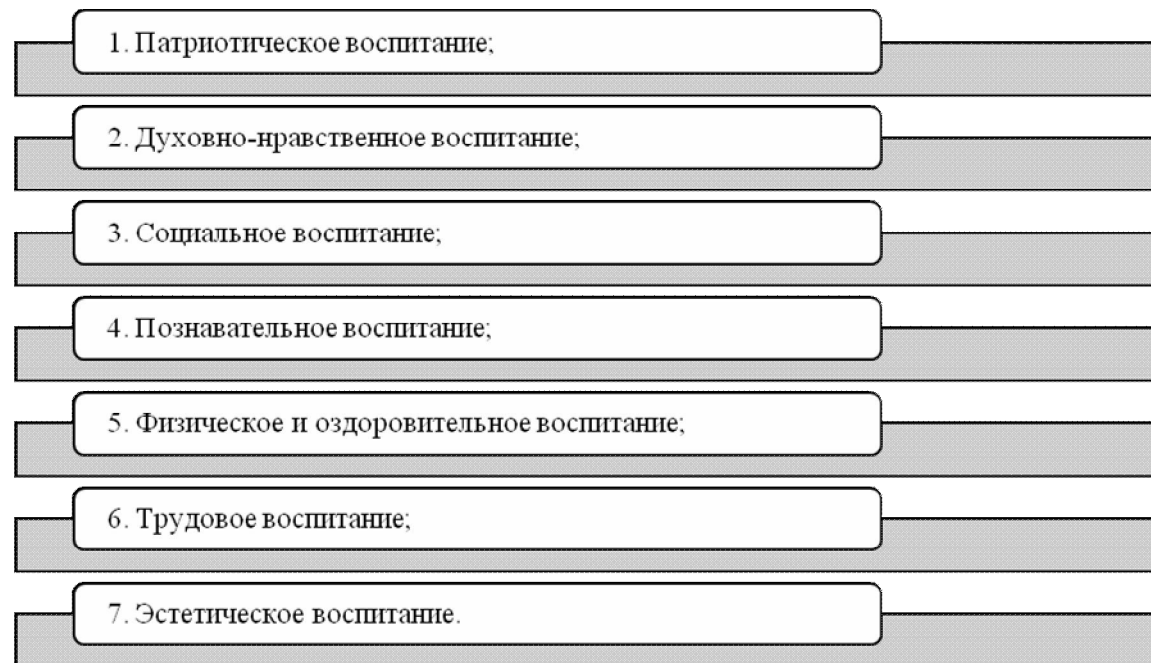 1. Патриотическое воспитание;
2. Духовно-нравственное воспитание;
3. Социальное воспитание;
4. Познавательное воспитание;
5. Физическое и оздоровительное воспитание;
6. Трудовое воспитание;
7. Эстетическое воспитание.